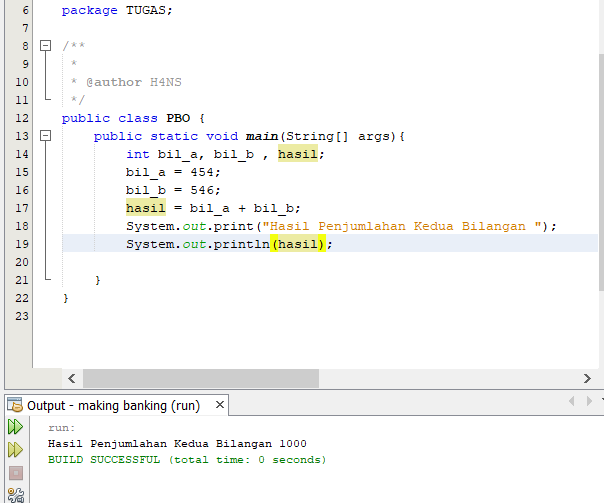 6 package TUGAS;
7
8 /**
9 *
10 * @author H4NS
11 */
12 public class PBO {
13 public static void main(String[] args){
14 int bil_a, bil_b , hasil;
15 bil_a = 454;
16 bil_b = 546;
17 hasil = bil_a + bil_b;
18 System.out.print("Hasil Penjumlahan Kedua Bilangan ");
19 System.out.println(hasil);
20
21 }
22 }
23
Output - making banking (run) ×
run:
Hasil Penjumlahan Kedua Bilangan 1000
BUILD SUCCESSFUL (total time: 0 seconds)